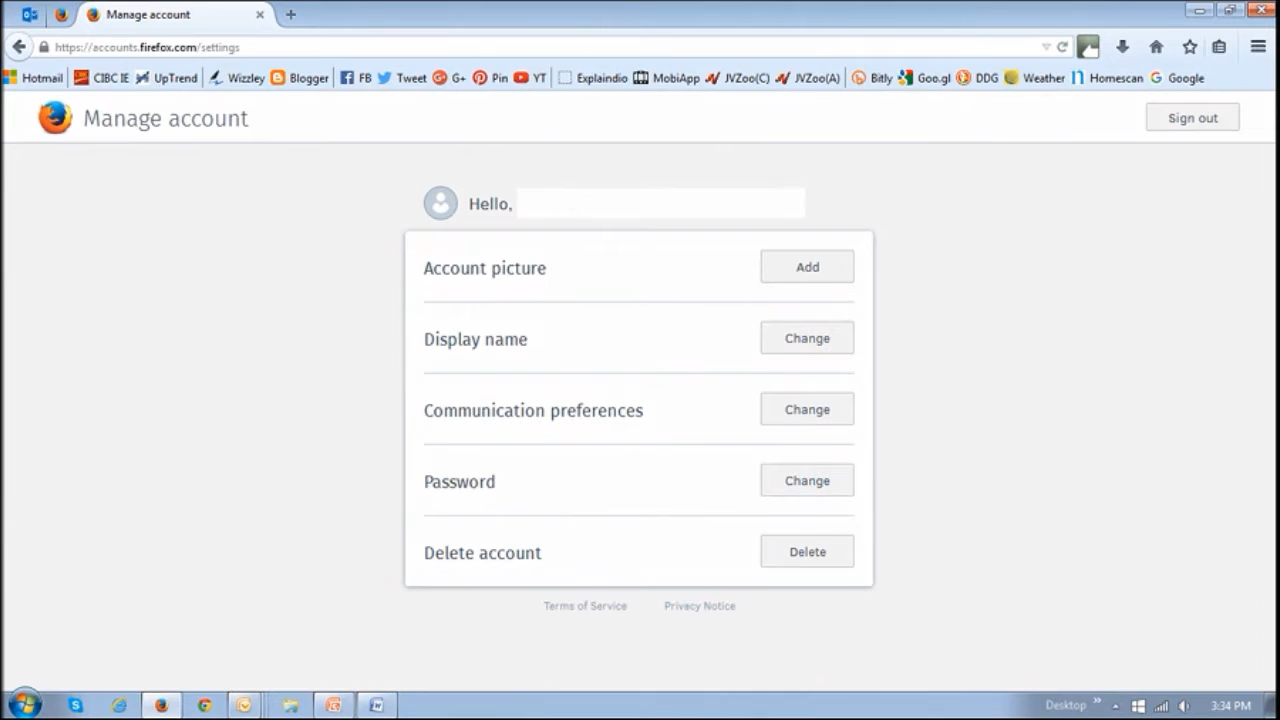 Manage account
https://accounts.firefox.com/settings
Hotmail CIBC IE UpTrend Wizzley Blogger FB Tweet G+ Pin YT Explaindio MobiApp JVZoo(C) JVZoo(A) Bitly Goo.gl DDG Weather Homescan Google
Manage account Sign out
Hello,
Account picture Add
Display name Change
Communication preferences Change
Password Change
Delete account Delete
Terms of Service Privacy Notice
Desktop 3:34 PM